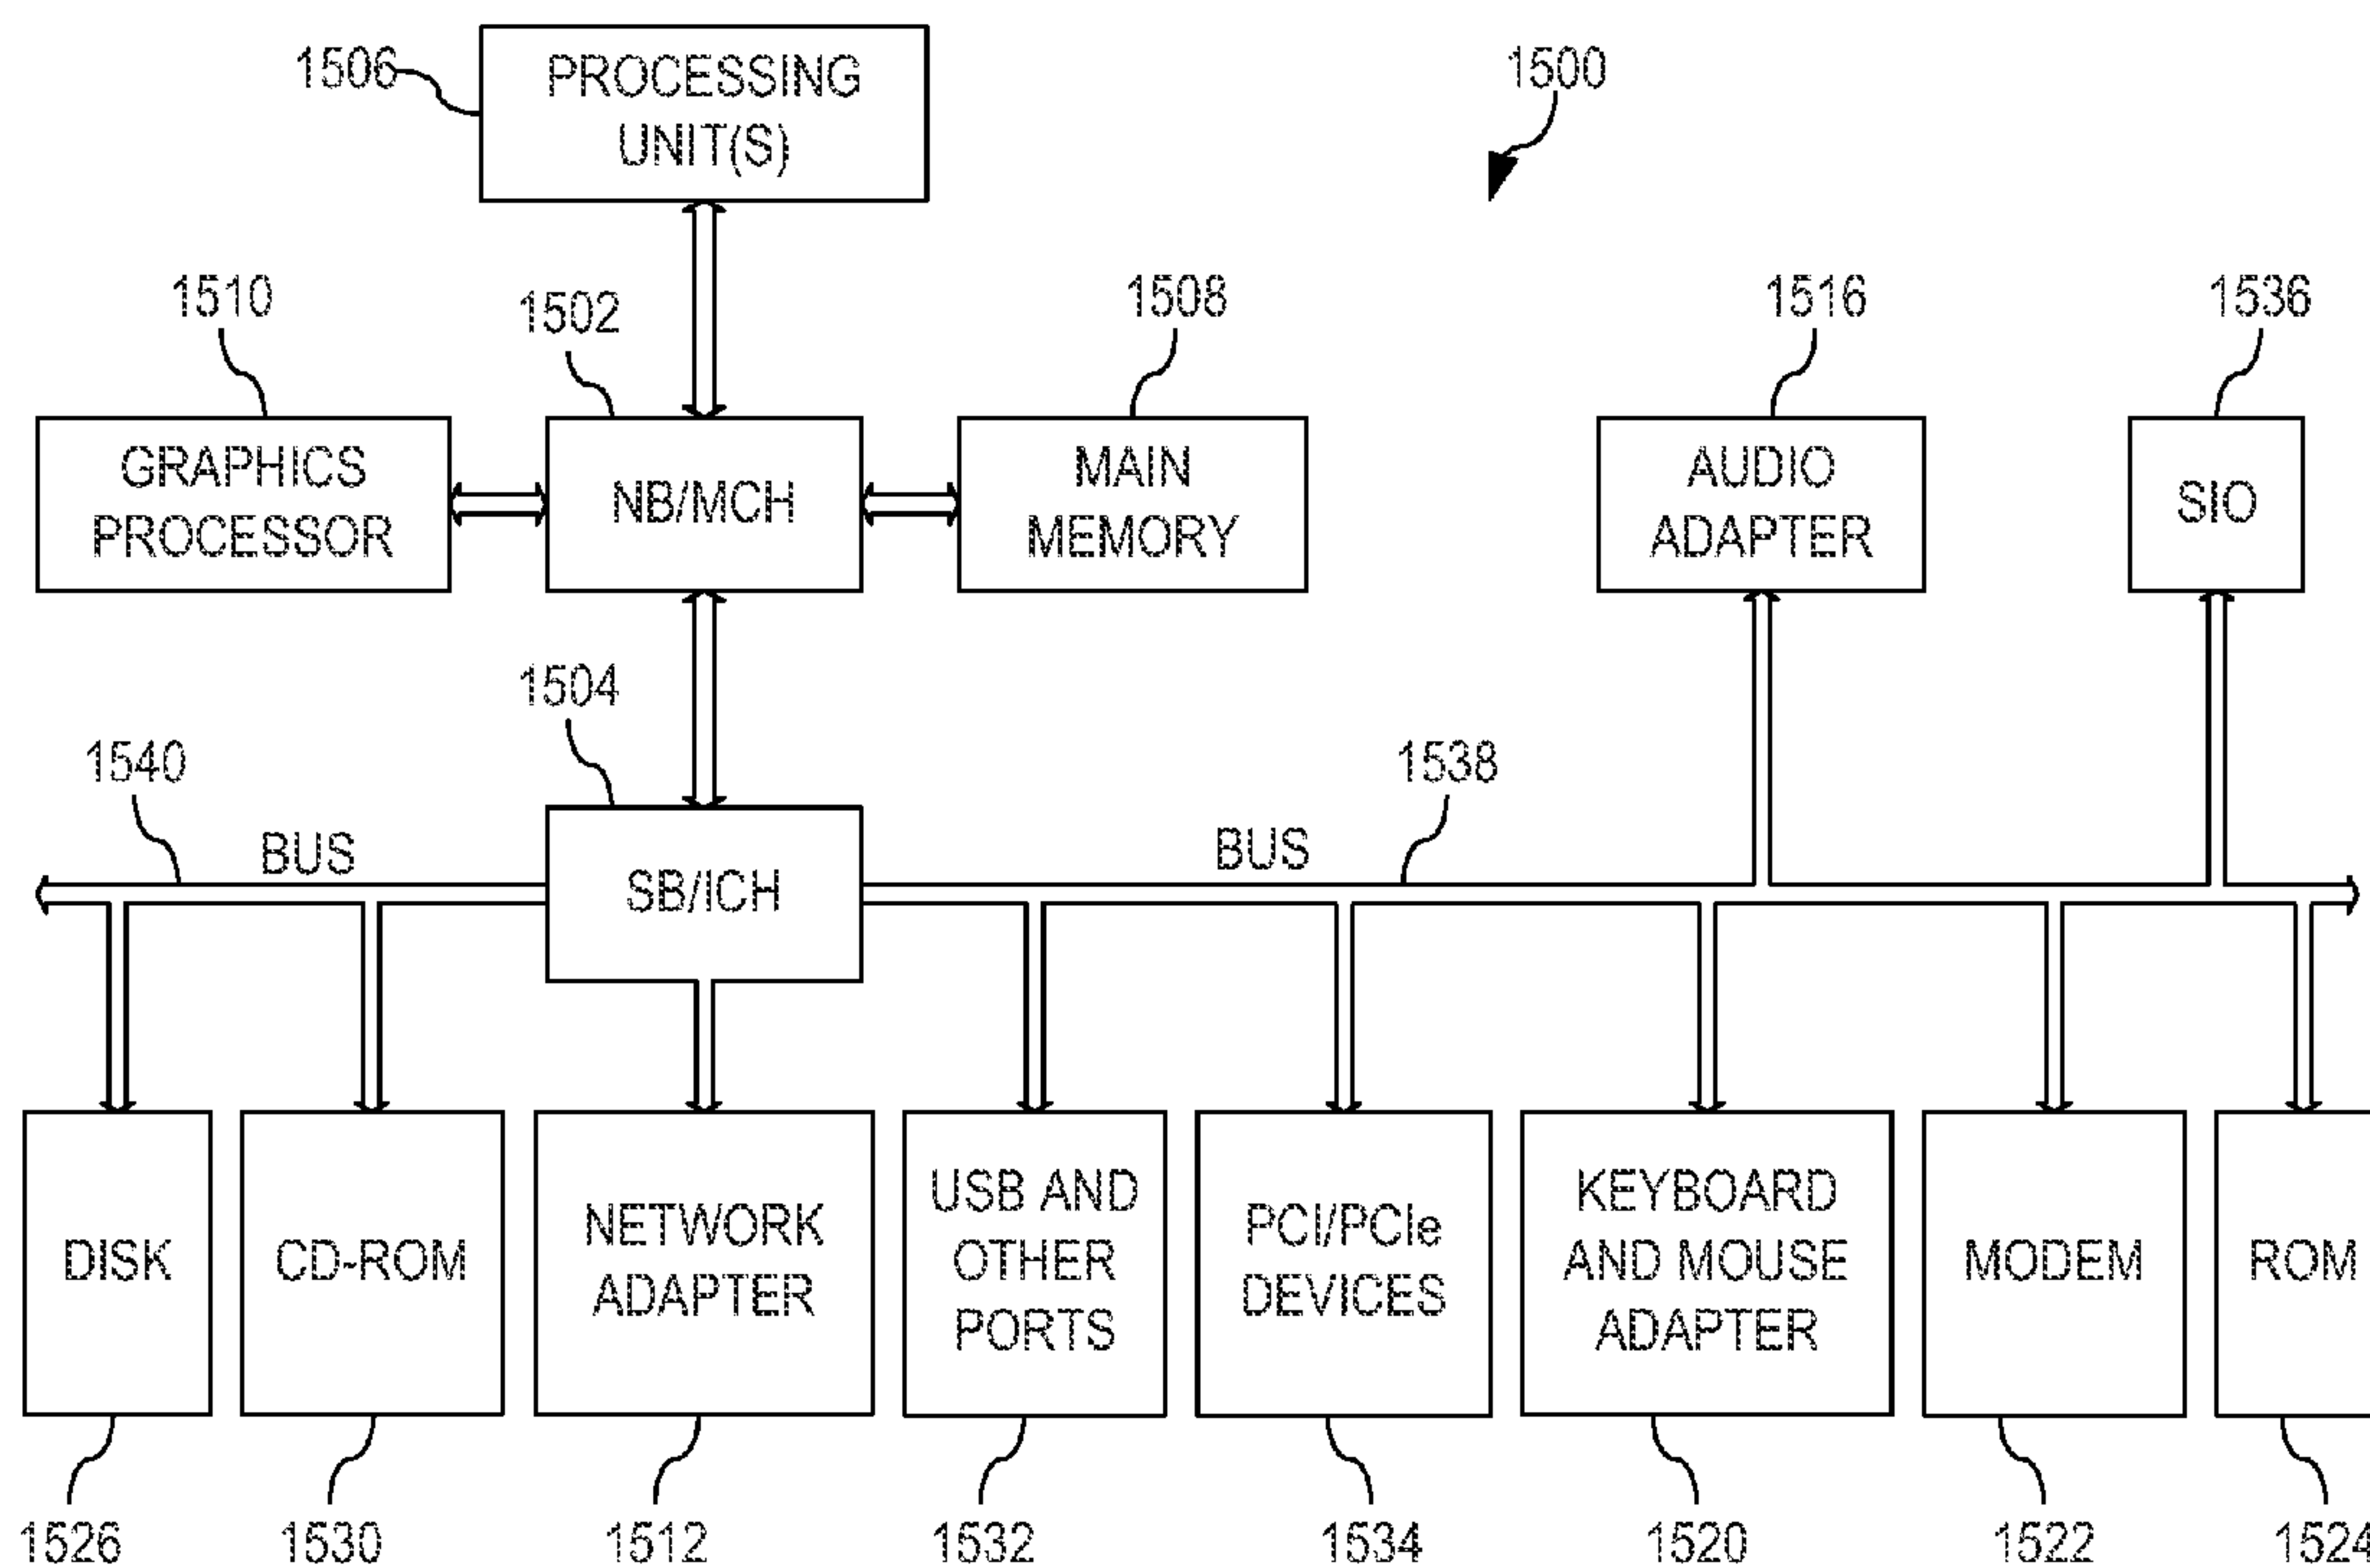 1506
PROCESSING
UNIT(S)
1500
1510
1502
1508
1516
1536
GRAPHICS
PROCESSOR
NB/MCH
MAIN
MEMORY
AUDIO
ADAPTER
SIO
1504
1540
1538
BUS
BUS
SB/ICH
DISK
CD-ROM
NETWORK
ADAPTER
USB AND
OTHER
PORTS
PCI/PCIe
DEVICES
KEYBOARD
AND MOUSE
ADAPTER
MODEM
ROM
1526
1530
1512
1532
1534
1520
1522
1524